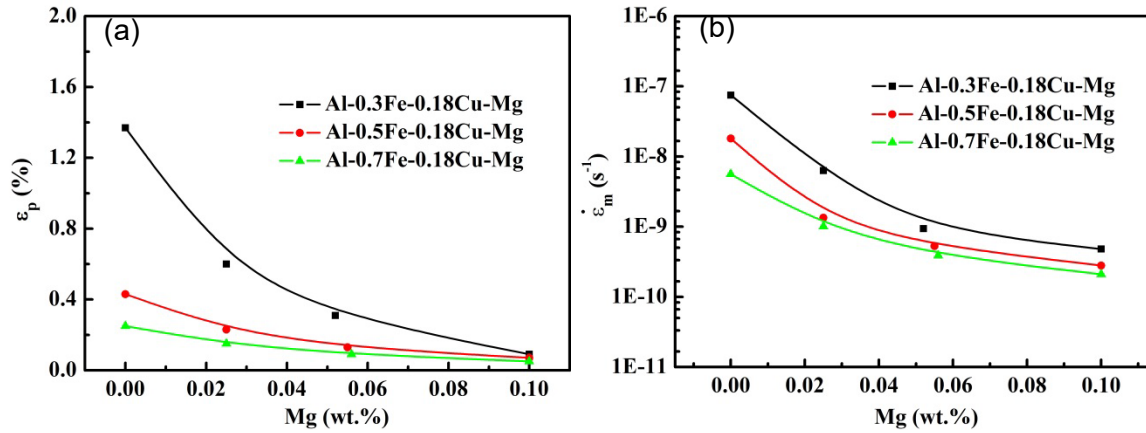 (a)
2.0
1.6
1.2
0.8
0.4
0.0
εp (%)
Al-0.3Fe-0.18Cu-Mg
Al-0.5Fe-0.18Cu-Mg
Al-0.7Fe-0.18Cu-Mg
0.00 0.02 0.04 0.06 0.08 0.10
Mg (wt.%)
(b)
1E-6
1E-7
1E-8
1E-9
1E-10
1E-11
ε̇m (s-1)
Al-0.3Fe-0.18Cu-Mg
Al-0.5Fe-0.18Cu-Mg
Al-0.7Fe-0.18Cu-Mg
0.00 0.02 0.04 0.06 0.08 0.10
Mg (wt.%)